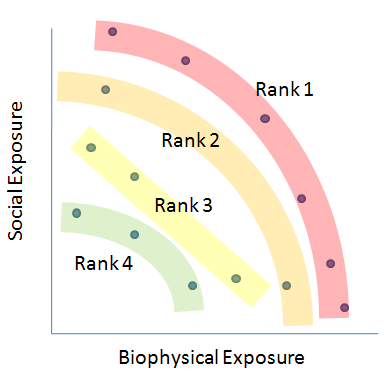 Rank 1
Rank 2
Rank 3
Rank 4
Social Exposure
Biophysical Exposure